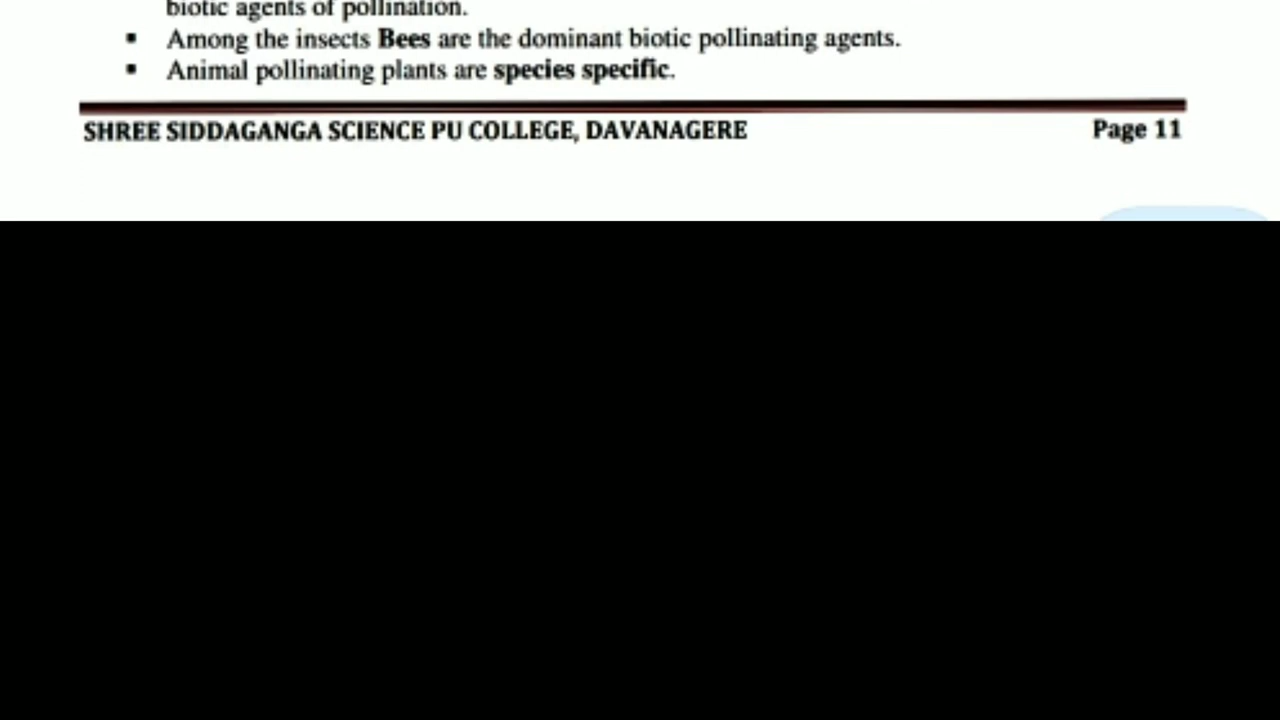 biotic agents of pollination.
▪ Among the insects Bees are the dominant biotic pollinating agents.
▪ Animal pollinating plants are species specific.
SHREE SIDDAGANGA SCIENCE PU COLLEGE, DAVANAGERE Page 11